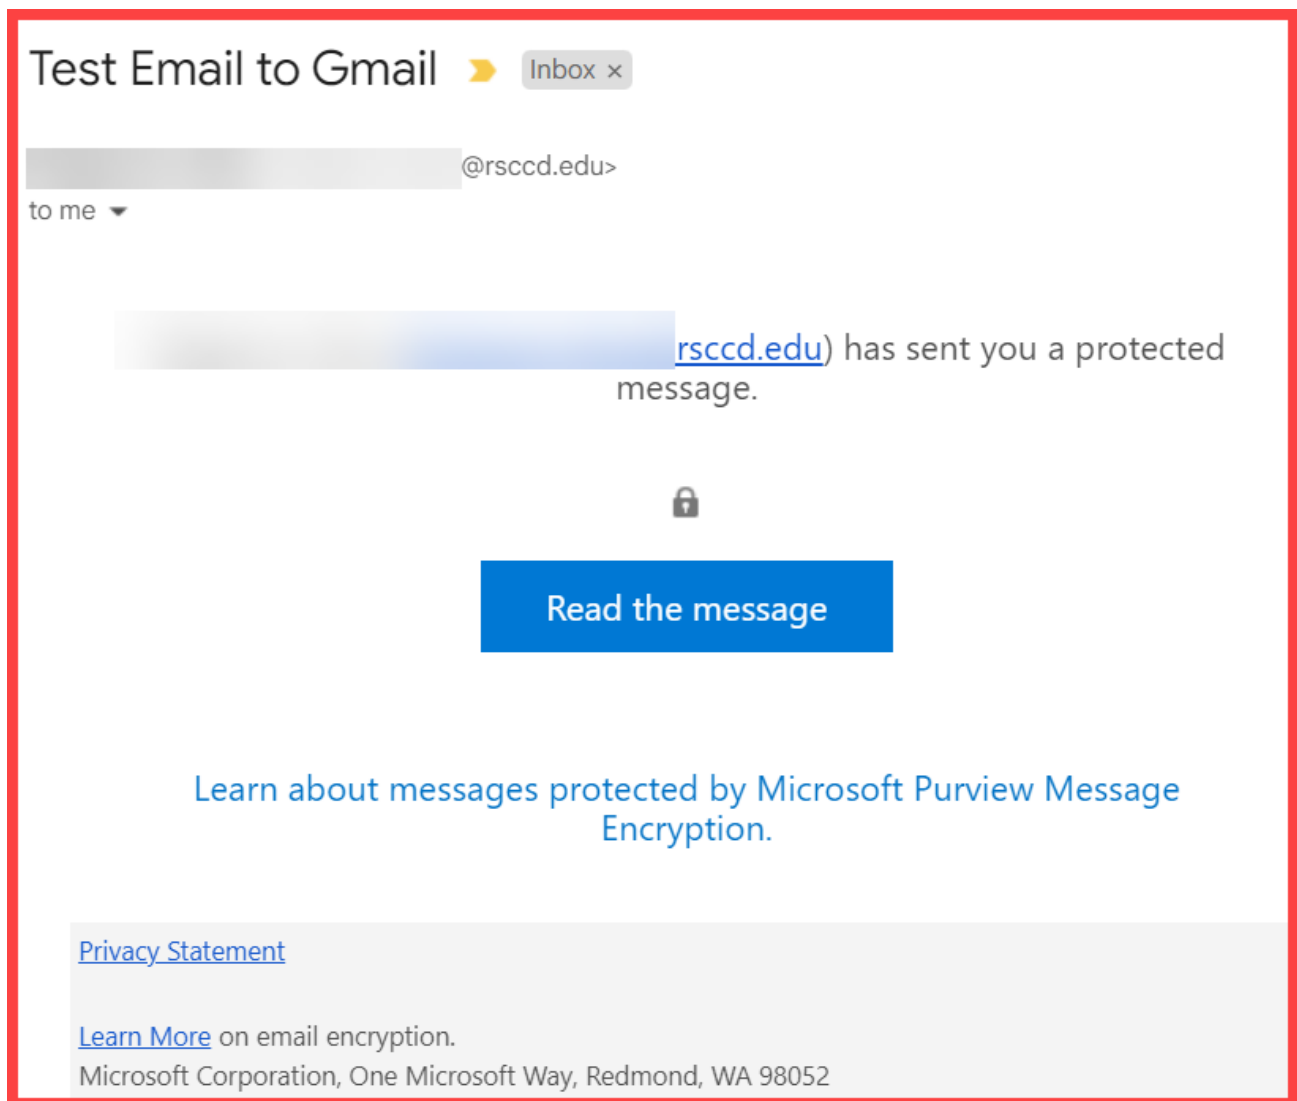 Test Email to Gmail Inbox ×
@rsccd.edu>
to me
rsccd.edu) has sent you a protected
message.
Read the message
Learn about messages protected by Microsoft Purview Message
Encryption.
Privacy Statement
Learn More on email encryption.
Microsoft Corporation, One Microsoft Way, Redmond, WA 98052